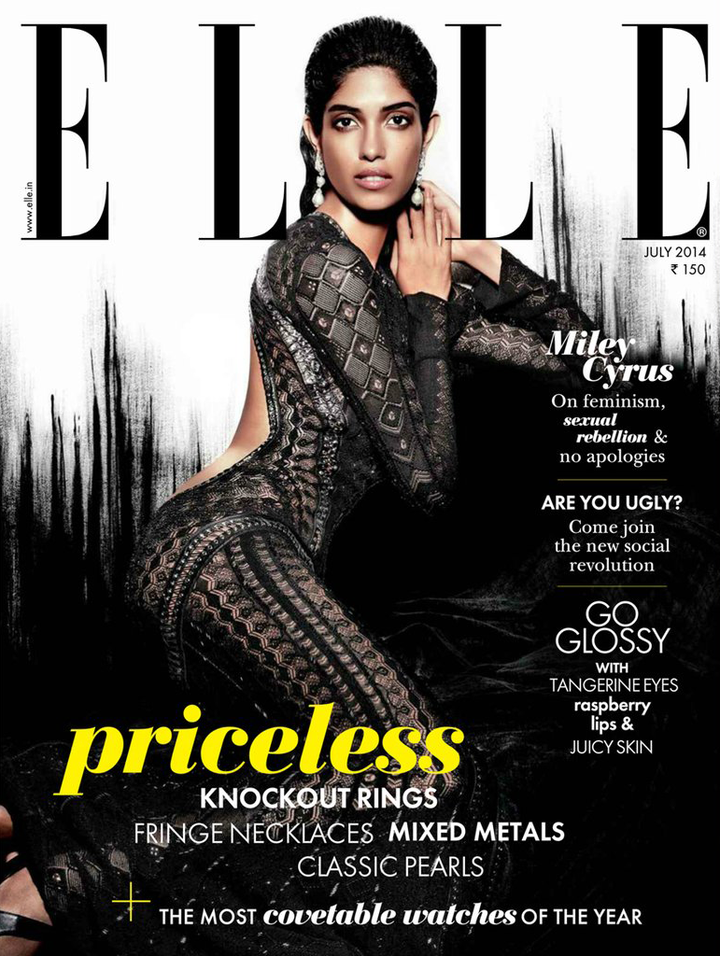 ELLE
www.elle.in
®
JULY 2014
₹ 150
Miley
Cyrus
On feminism,
sexual
rebellion &
no apologies
ARE YOU UGLY?
Come join
the new social
revolution
GO
GLOSSY
WITH
TANGERINE EYES
raspberry
lips &
JUICY SKIN
priceless
KNOCKOUT RINGS
FRINGE NECKLACES MIXED METALS
CLASSIC PEARLS
+ THE MOST covetable watches OF THE YEAR